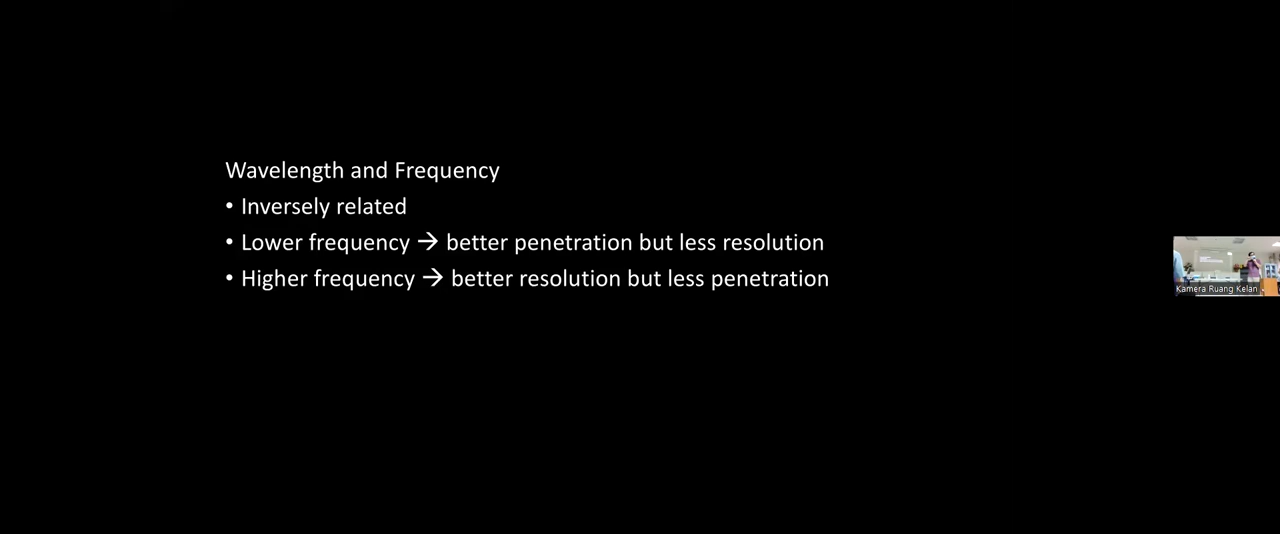 Wavelength and Frequency
• Inversely related
• Lower frequency → better penetration but less resolution
• Higher frequency → better resolution but less penetration
Kamera Ruang Kelan